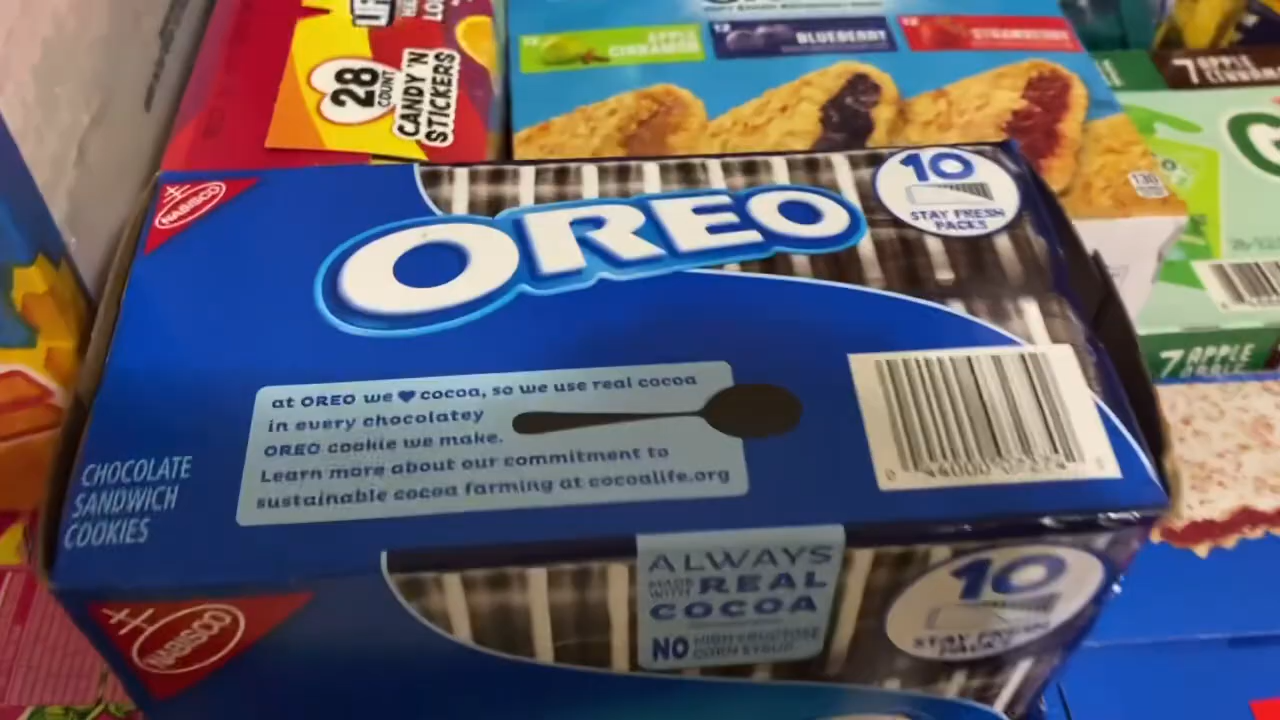 28
COUNT
CANDY 'N
STICKERS
APPLE
CINNAMON
BLUEBERRY
STRAWBERRY
7 APPLE
130
NABISCO
OREO
10
STAY FRESH
PACKS
at OREO we cocoa, so we use real cocoa
in every chocolatey
OREO cookie we make.
Learn more about our commitment to
sustainable cocoa farming at cocoalife.org
CHOCOLATE
SANDWICH
COOKIES
7 APPLE
NABISCO
ALWAYS
MADE
WITH REAL
COCOA
NO HIGH FRUCTOSE
CORN SYRUP
10
STAY